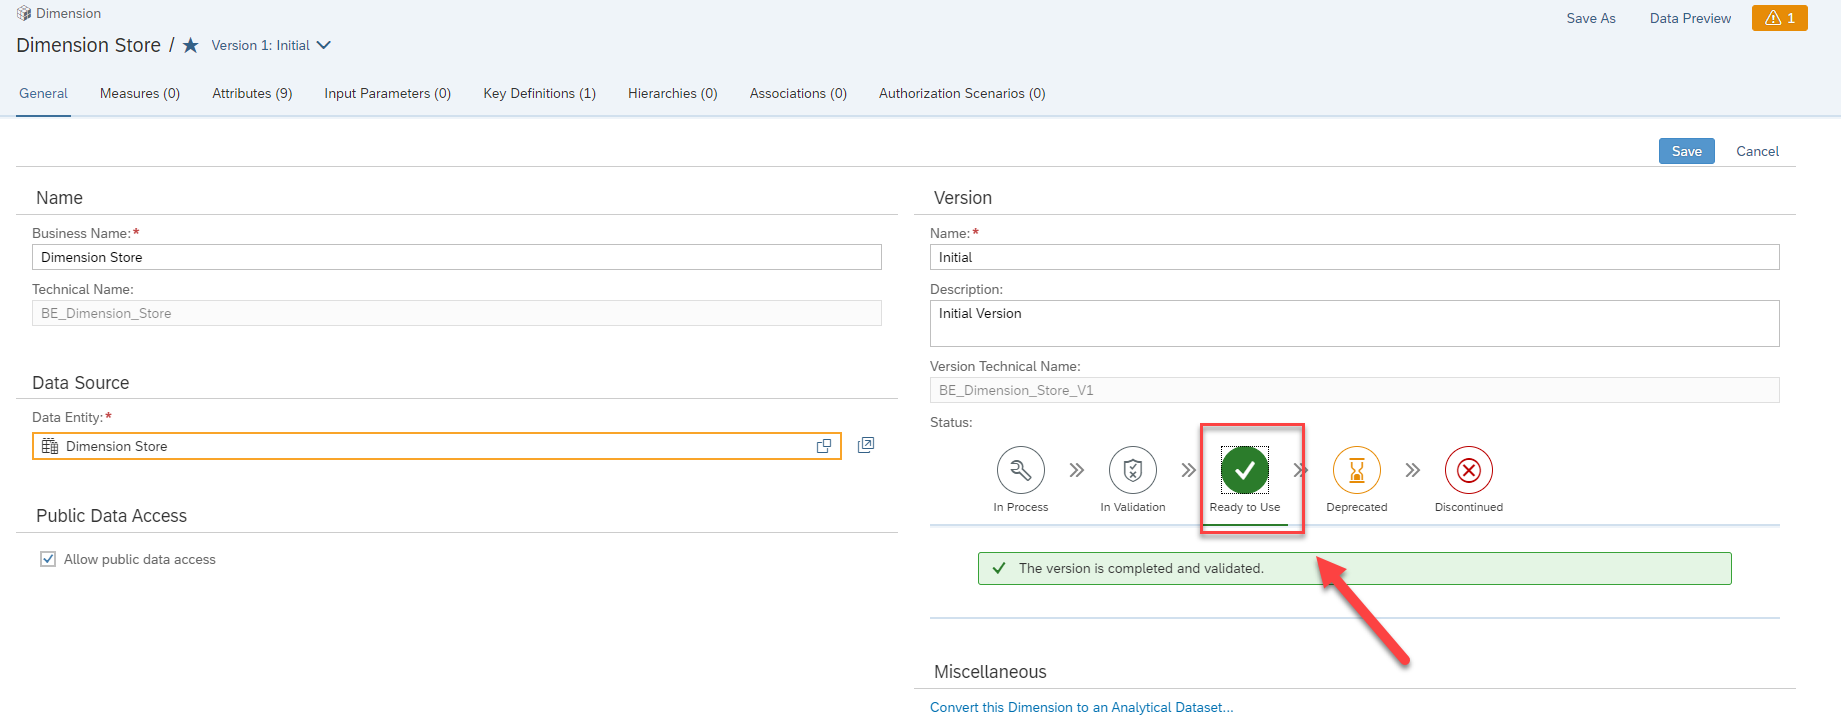 Dimension
Save As
Data Preview
1
Dimension Store /
Version 1: Initial
General
Measures (0)
Attributes (9)
Input Parameters (0)
Key Definitions (1)
Hierarchies (0)
Associations (0)
Authorization Scenarios (0)
Save
Cancel
Name
Business Name:*
Dimension Store
Technical Name:
BE_Dimension_Store
Data Source
Data Entity:*
Dimension Store
Public Data Access
Allow public data access
Version
Name:*
Initial
Description:
Initial Version
Version Technical Name:
BE_Dimension_Store_V1
Status:
In Process
In Validation
Ready to Use
Deprecated
Discontinued
The version is completed and validated.
Miscellaneous
Convert this Dimension to an Analytical Dataset...